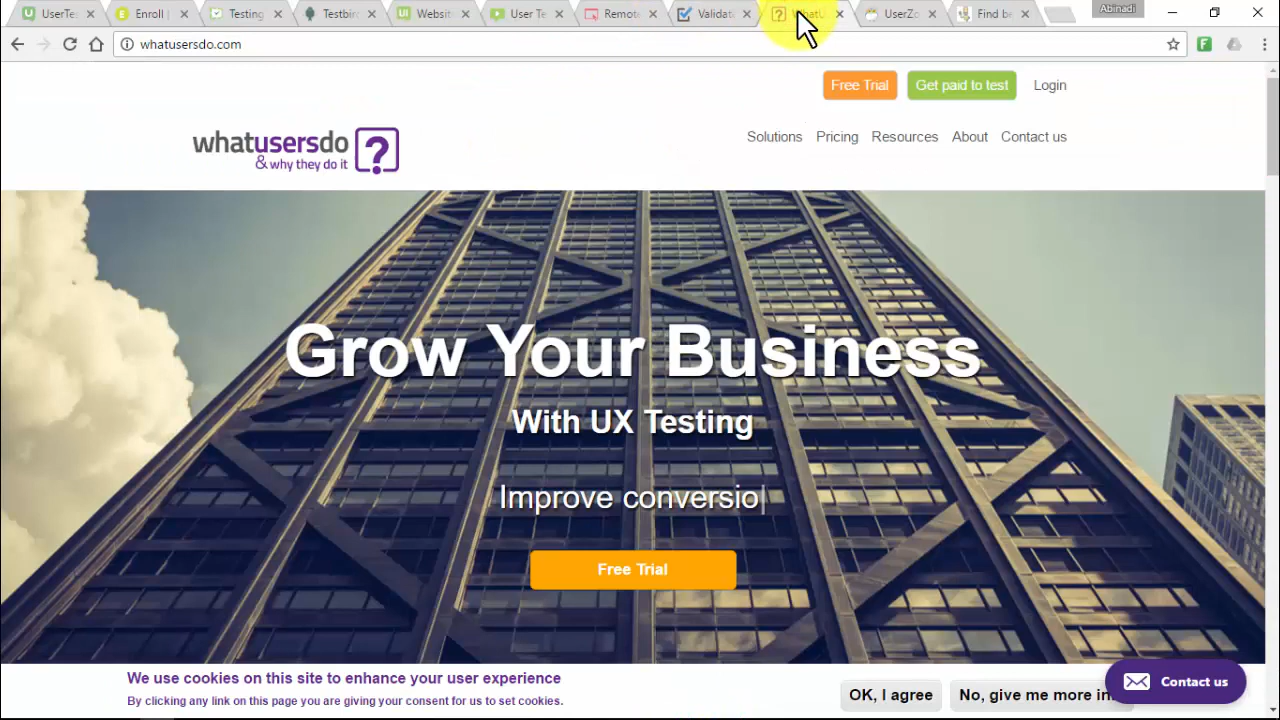 UserTe
Enroll |
Testing
Testbir
Websit
User Te
Remot
Validat
WhatU
UserZo
Find be
Abinadi
whatusersdo.com
Free Trial
Get paid to test
Login
whatusersdo
& why they do it
?
Solutions
Pricing
Resources
About
Contact us
Grow Your Business
With UX Testing
Improve conversio|
Free Trial
We use cookies on this site to enhance your user experience
By clicking any link on this page you are giving your consent for us to set cookies.
OK, I agree
No, give me more in
Contact us